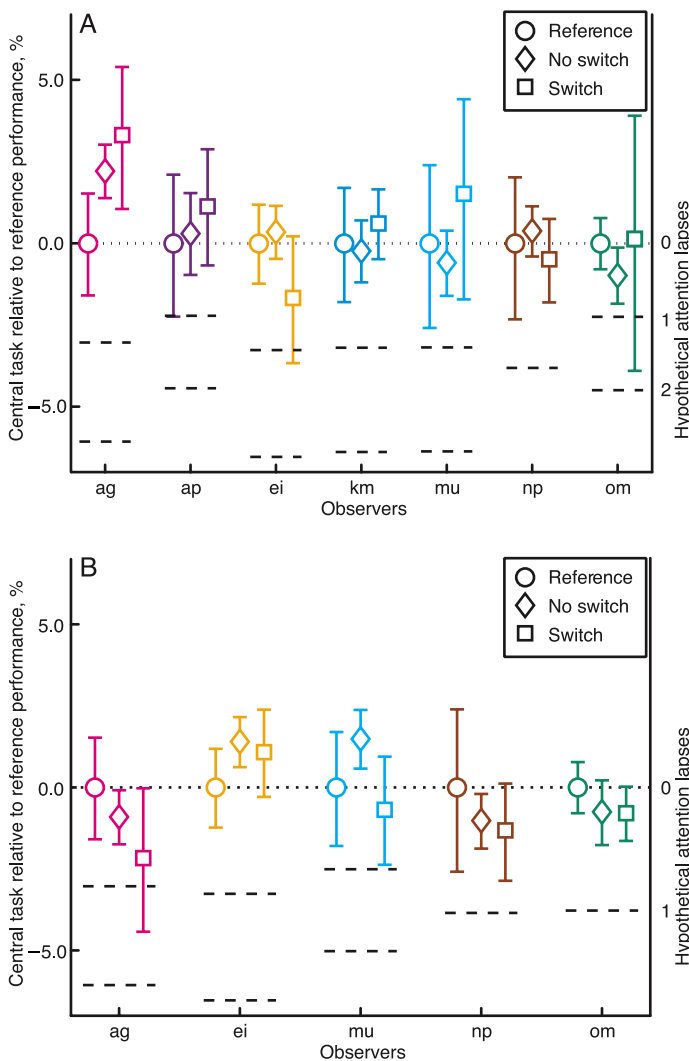 A
Reference
No switch
Switch
Central task relative to reference performance, %
5.0
0.0
−5.0
0
1
2
Hypothetical attention lapses
ag ap ei km mu np om
Observers
B
Reference
No switch
Switch
Central task relative to reference performance, %
5.0
0.0
−5.0
0
1
Hypothetical attention lapses
ag ei mu np om
Observers